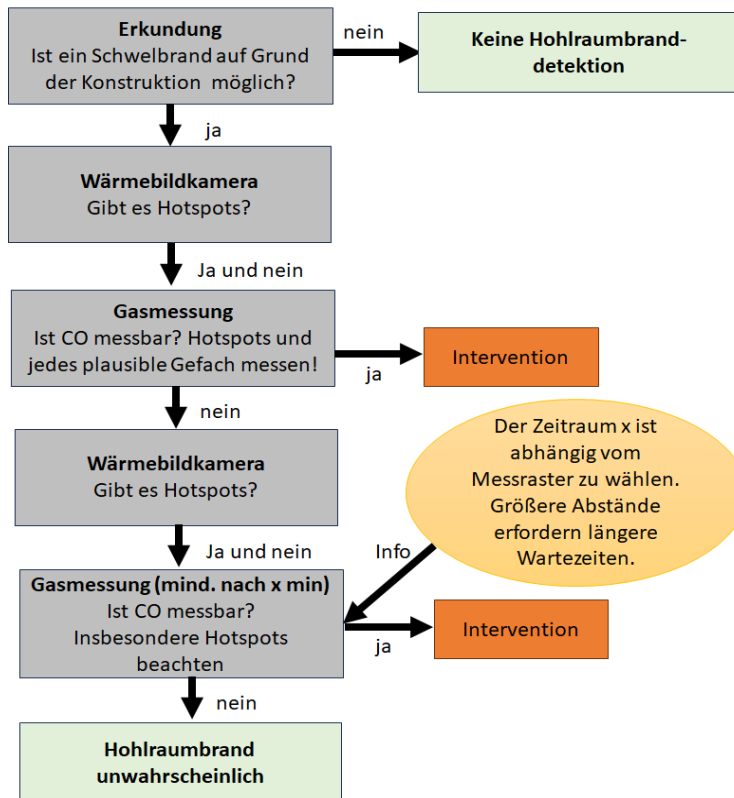 Erkundung
Ist ein Schwelbrand auf Grund
der Konstruktion möglich?
nein
Keine Hohlraumbrand-
detektion
ja
Wärmebildkamera
Gibt es Hotspots?
Ja und nein
Gasmessung
Ist CO messbar? Hotspots und
jedes plausible Gefach messen!
ja
Intervention
nein
Wärmebildkamera
Gibt es Hotspots?
Der Zeitraum x ist
abhängig vom
Messraster zu wählen.
Größere Abstände
erfordern längere
Wartezeiten.
Ja und nein
Info
Gasmessung (mind. nach x min)
Ist CO messbar?
Insbesondere Hotspots
beachten
ja
Intervention
nein
Hohlraumbrand
unwahrscheinlich